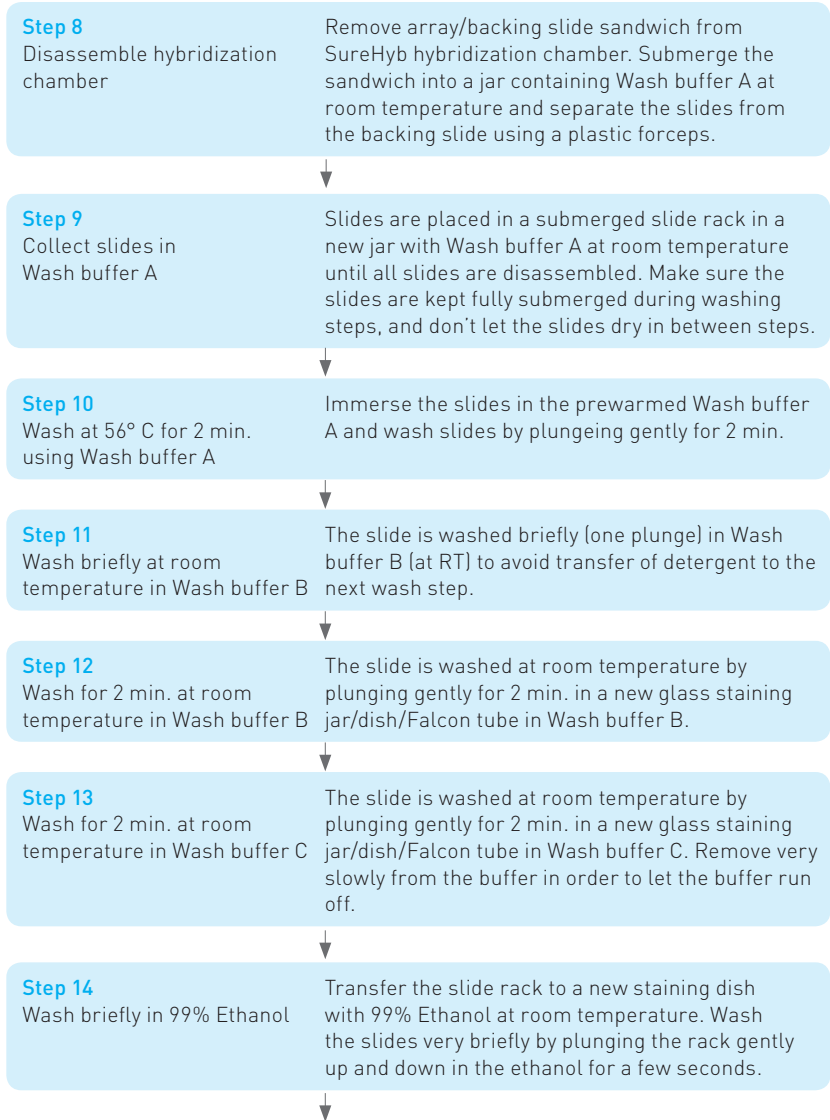 Step 8
Disassemble hybridization
chamber
Remove array/backing slide sandwich from
SureHyb hybridization chamber. Submerge the
sandwich into a jar containing Wash buffer A at
room temperature and separate the slides from
the backing slide using a plastic forceps.
Step 9
Collect slides in
Wash buffer A
Slides are placed in a submerged slide rack in a
new jar with Wash buffer A at room temperature
until all slides are disassembled. Make sure the
slides are kept fully submerged during washing
steps, and don't let the slides dry in between steps.
Step 10
Wash at 56° C for 2 min.
using Wash buffer A
Immerse the slides in the prewarmed Wash buffer
A and wash slides by plungeing gently for 2 min.
Step 11
Wash briefly at room
temperature in Wash buffer B
The slide is washed briefly (one plunge) in Wash
buffer B (at RT) to avoid transfer of detergent to the
next wash step.
Step 12
Wash for 2 min. at room
temperature in Wash buffer B
The slide is washed at room temperature by
plunging gently for 2 min. in a new glass staining
jar/dish/Falcon tube in Wash buffer B.
Step 13
Wash for 2 min. at room
temperature in Wash buffer C
The slide is washed at room temperature by
plunging gently for 2 min. in a new glass staining
jar/dish/Falcon tube in Wash buffer C. Remove very
slowly from the buffer in order to let the buffer run
off.
Step 14
Wash briefly in 99% Ethanol
Transfer the slide rack to a new staining dish
with 99% Ethanol at room temperature. Wash
the slides very briefly by plunging the rack gently
up and down in the ethanol for a few seconds.